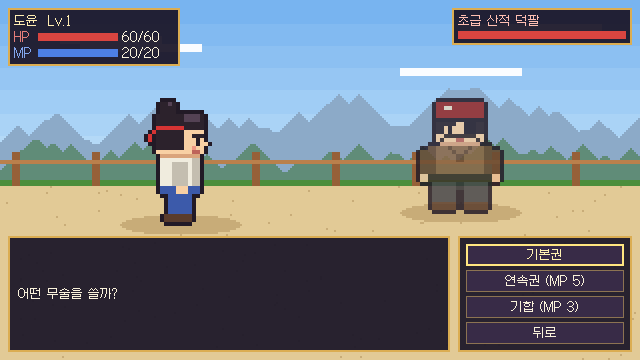 도윤 Lv.1
HP 60/60
MP 20/20
초급 산적 덕팔
어떤 무술을 쓸까?
기본권
연속권 (MP 5)
기합 (MP 3)
뒤로